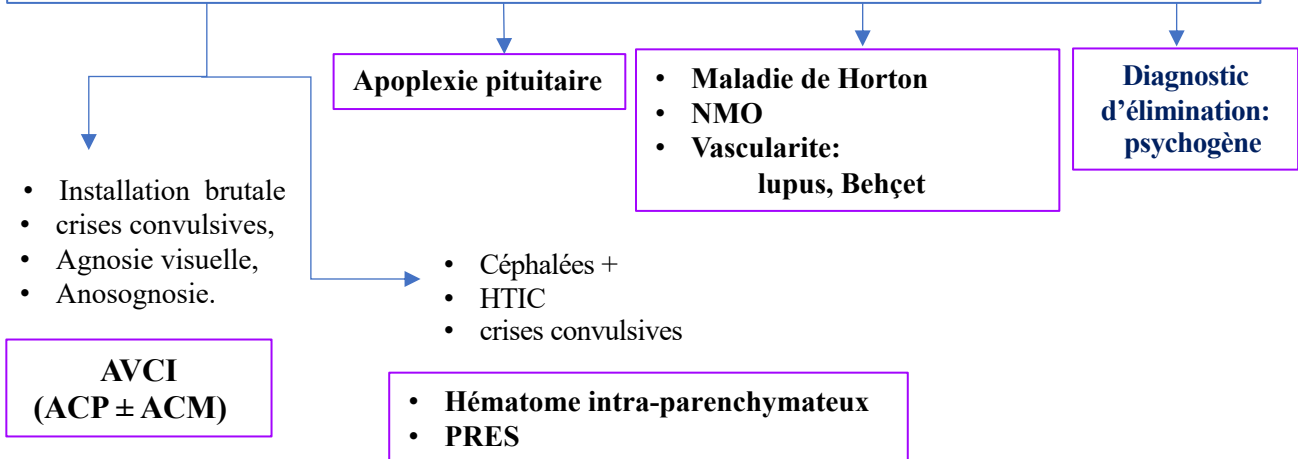 Apoplexie pituitaire
• Maladie de Horton
• NMO
• Vascularite:
lupus, Behçet
Diagnostic
d’élimination:
psychogène
• Installation brutale
• crises convulsives,
• Agnosie visuelle,
• Anosognosie.
• Céphalées +
• HTIC
• crises convulsives
AVCI
(ACP ± ACM)
• Hématome intra-parenchymateux
• PRES